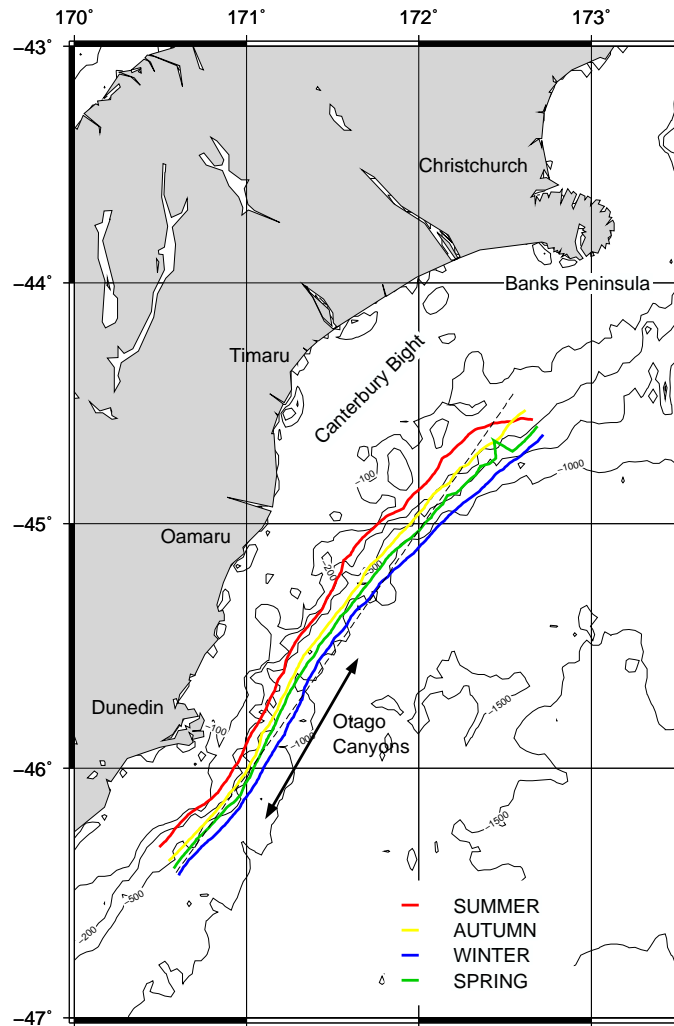 170° 171° 172° 173°
−43°
Christchurch
−44°
Banks Peninsula
Timaru
Canterbury Bight
−100
−1000
−45°
Oamaru
−200
−500
Dunedin
−100
Otago
Canyons
−1000
−1500
−46°
−1500
−500
−200
SUMMER
AUTUMN
WINTER
SPRING
−47°